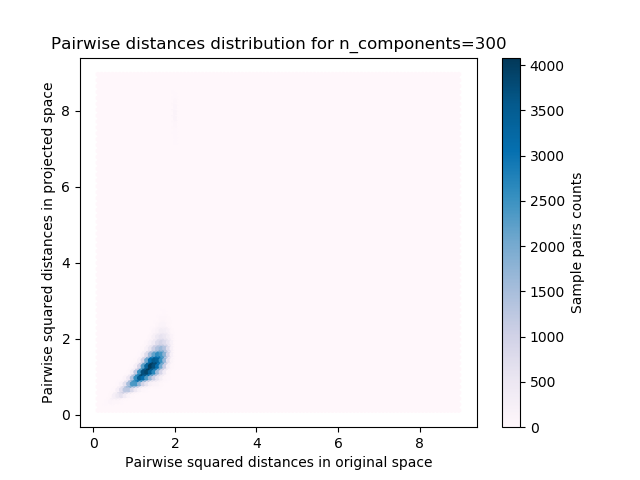 Pairwise distances distribution for n_components=300
Pairwise squared distances in projected space
8
6
4
2
0
0 2 4 6 8
Pairwise squared distances in original space
4000
3500
3000
2500
2000
1500
1000
500
0
Sample pairs counts